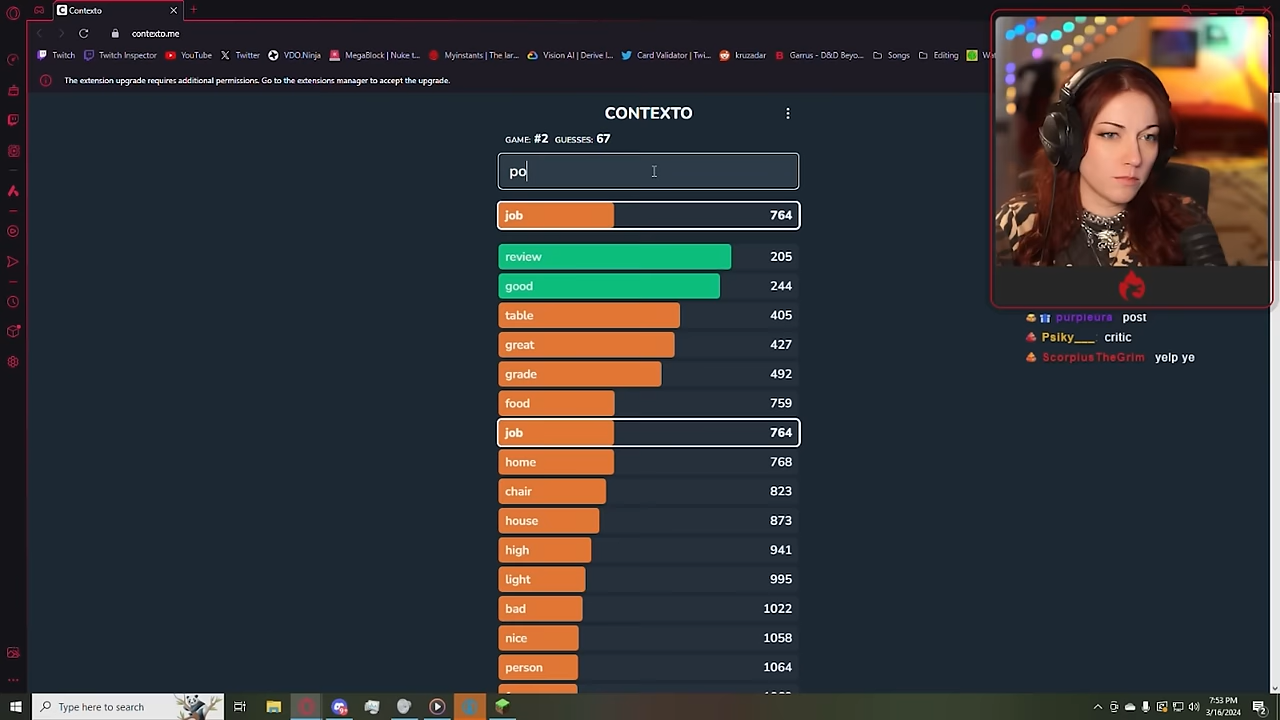 Contexto
contexto.me
Twitch
Twitch Inspector
YouTube
Twitter
VDO.Ninja
MegaBlock | Nuke t...
Myinstants | The lar...
Vision AI | Derive I...
Card Validator | Twi...
kruzadar
Garrus - D&D Beyo...
Songs
Editing
The extension upgrade requires additional permissions. Go to the extensions manager to accept the upgrade.
CONTEXTO
GAME: #2 GUESSES: 67
po
job 764
review 205
good 244
table 405
great 427
grade 492
food 759
job 764
home 768
chair 823
house 873
high 941
light 995
bad 1022
nice 1058
person 1064
purpleura post
Psiky___: critic
ScorpiusTheGrim yelp ye
Type here to search
7:53 PM
3/16/2024